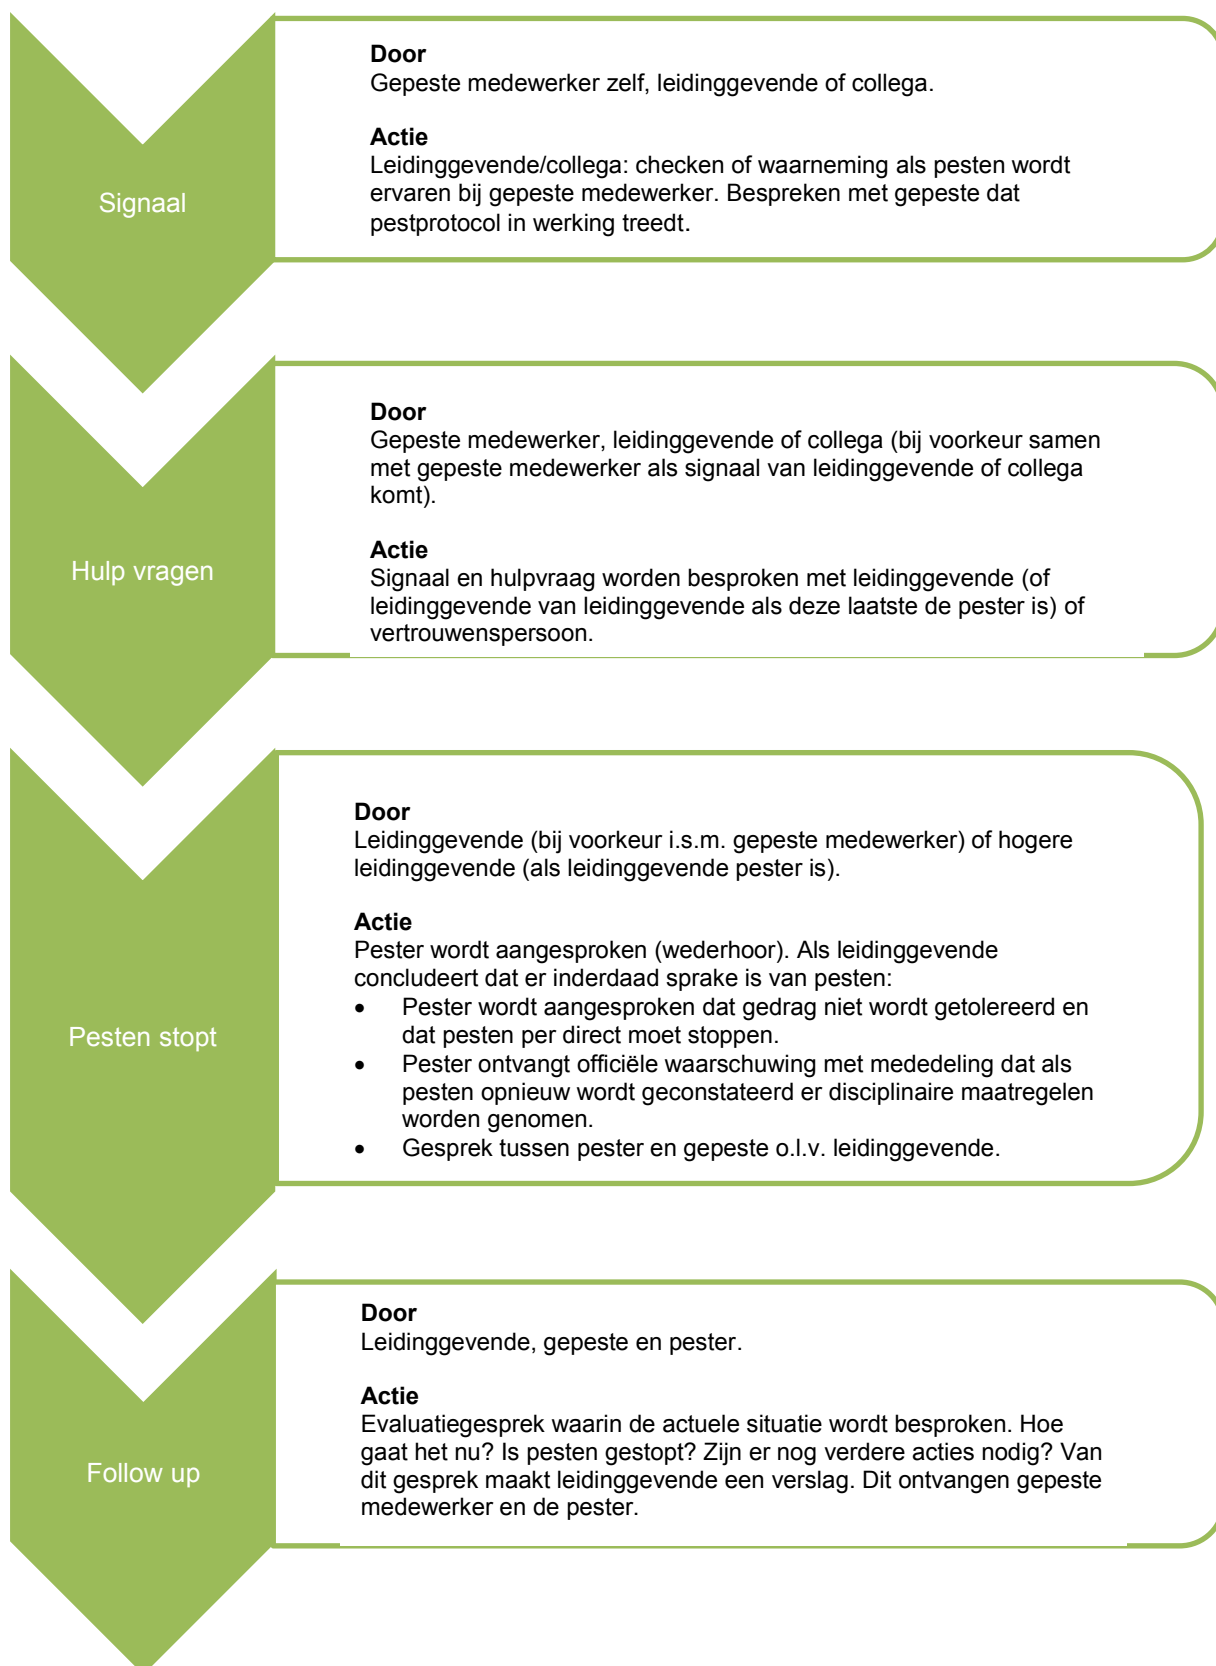 Door
Gepeste medewerker zelf, leidinggevende of collega.
Actie
Leidinggevende/collega: checken of waarneming als pesten wordt
ervaren bij gepeste medewerker. Bespreken met gepeste dat
pestprotocol in werking treedt.
Signaal
Door
Gepeste medewerker, leidinggevende of collega (bij voorkeur samen
met gepeste medewerker als signaal van leidinggevende of collega
komt).
Actie
Signaal en hulpvraag worden besproken met leidinggevende (of
leidinggevende van leidinggevende als deze laatste de pester is) of
vertrouwenspersoon.
Hulp vragen
Door
Leidinggevende (bij voorkeur i.s.m. gepeste medewerker) of hogere
leidinggevende (als leidinggevende pester is).
Actie
Pester wordt aangesproken (wederhoor). Als leidinggevende
concludeert dat er inderdaad sprake is van pesten:
• Pester wordt aangesproken dat gedrag niet wordt getolereerd en
dat pesten per direct moet stoppen.
• Pester ontvangt officiële waarschuwing met mededeling dat als
pesten opnieuw wordt geconstateerd er disciplinaire maatregelen
worden genomen.
• Gesprek tussen pester en gepeste o.l.v. leidinggevende.
Pesten stopt
Door
Leidinggevende, gepeste en pester.
Actie
Evaluatiegesprek waarin de actuele situatie wordt besproken. Hoe
gaat het nu? Is pesten gestopt? Zijn er nog verdere acties nodig? Van
dit gesprek maakt leidinggevende een verslag. Dit ontvangen gepeste
medewerker en de pester.
Follow up